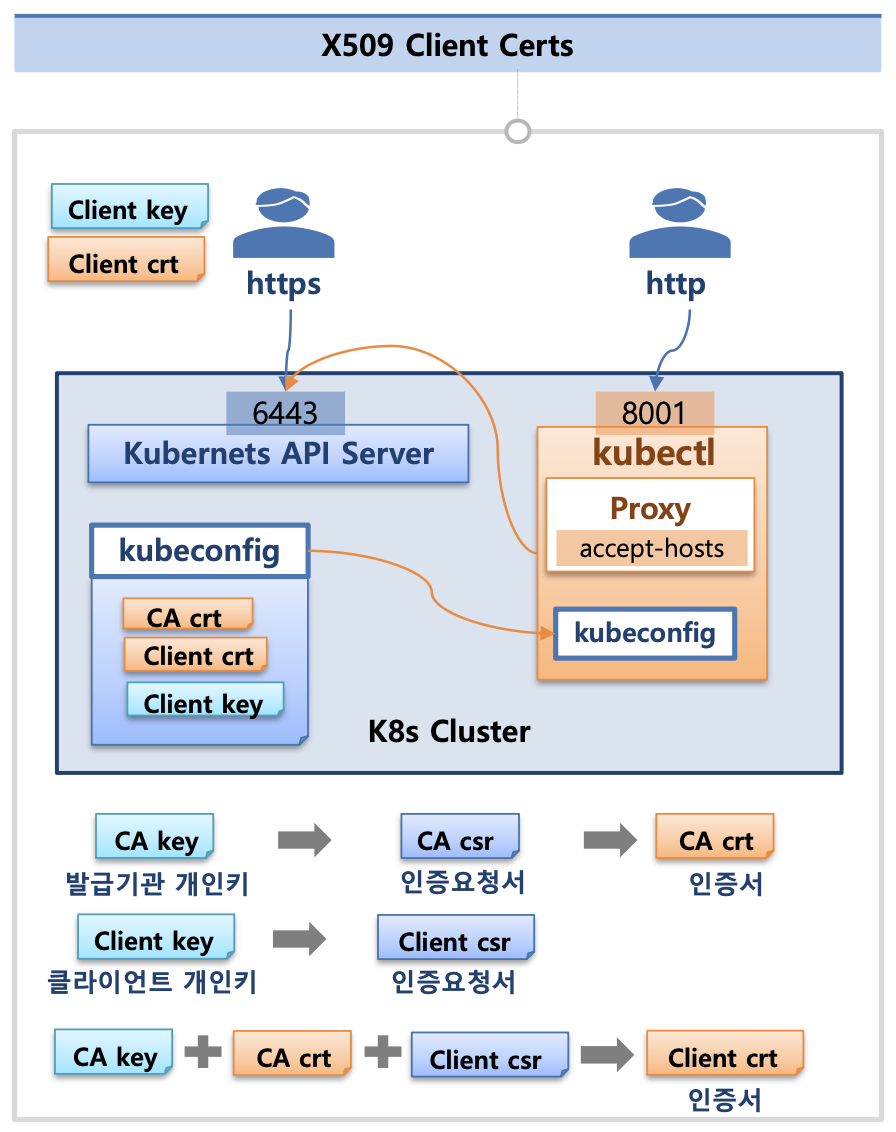 X509 Client Certs
Client key
Client crt
https
http
6443
Kubernets API Server
8001
kubectl
Proxy
accept-hosts
kubeconfig
kubeconfig
CA crt
Client crt
Client key
K8s Cluster
CA key
CA csr
CA crt
발급기관 개인키
인증요청서
인증서
Client key
Client csr
클라이언트 개인키
인증요청서
CA key
CA crt
Client csr
Client crt
인증서